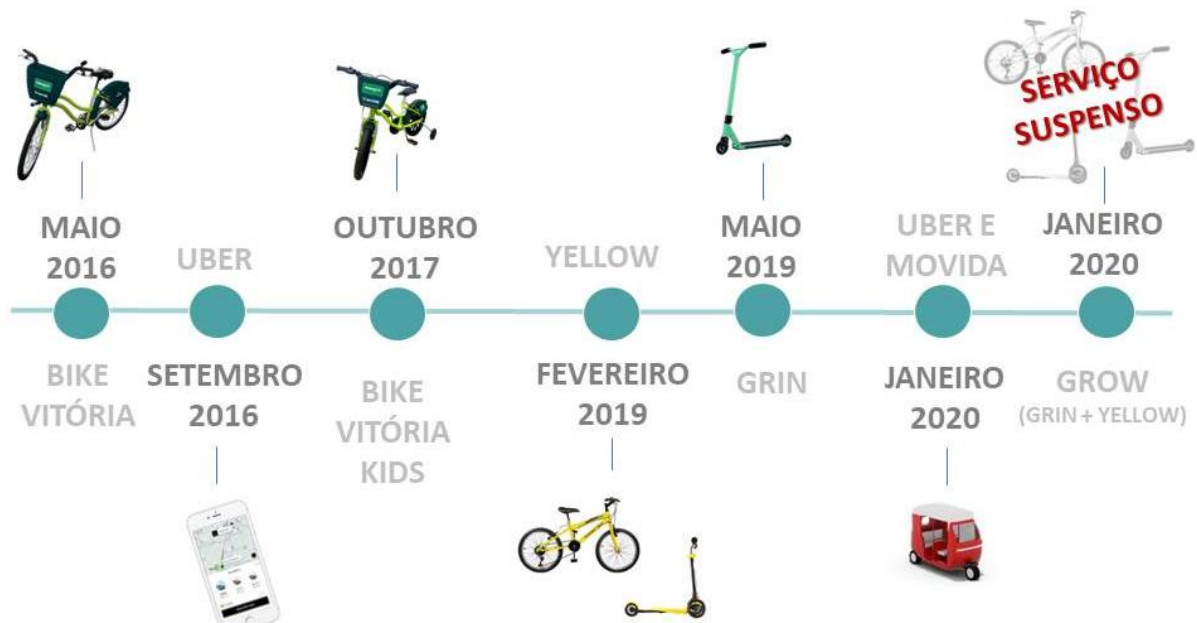 SERVIÇO
SUSPENSO
MAIO
2016
UBER
OUTUBRO
2017
YELLOW
MAIO
2019
UBER E
MOVIDA
JANEIRO
2020
BIKE
VITÓRIA
SETEMBRO
2016
BIKE
VITÓRIA
KIDS
FEVEREIRO
2019
GRIN
JANEIRO
2020
GROW
(GRIN + YELLOW)